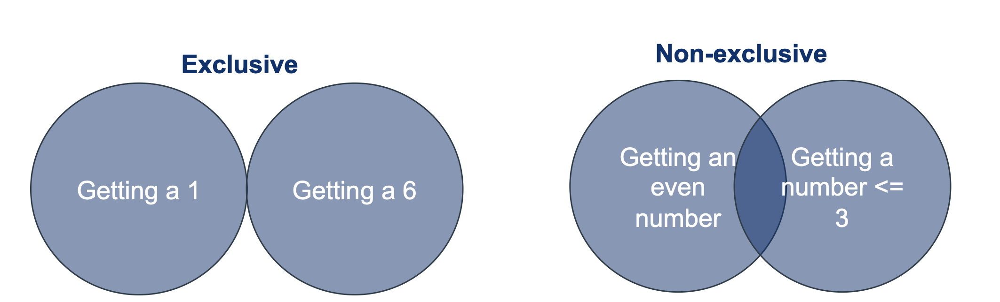 Exclusive
Getting a 1
Getting a 6
Non-exclusive
Getting an
even
number
Getting a
number <=
3